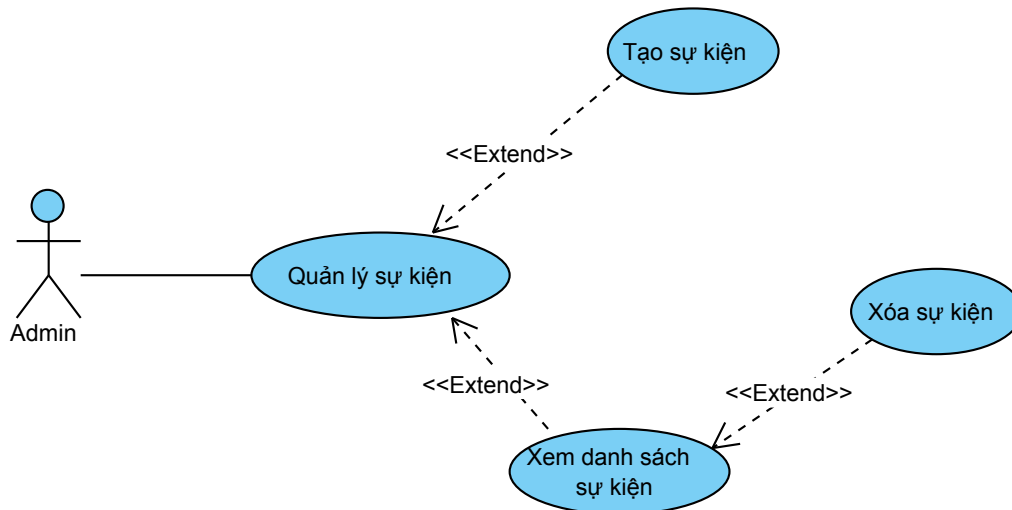 Tạo sự kiện
<<Extend>>
Quản lý sự kiện
Admin
Xóa sự kiện
<<Extend>>
<<Extend>>
Xem danh sách
sự kiện